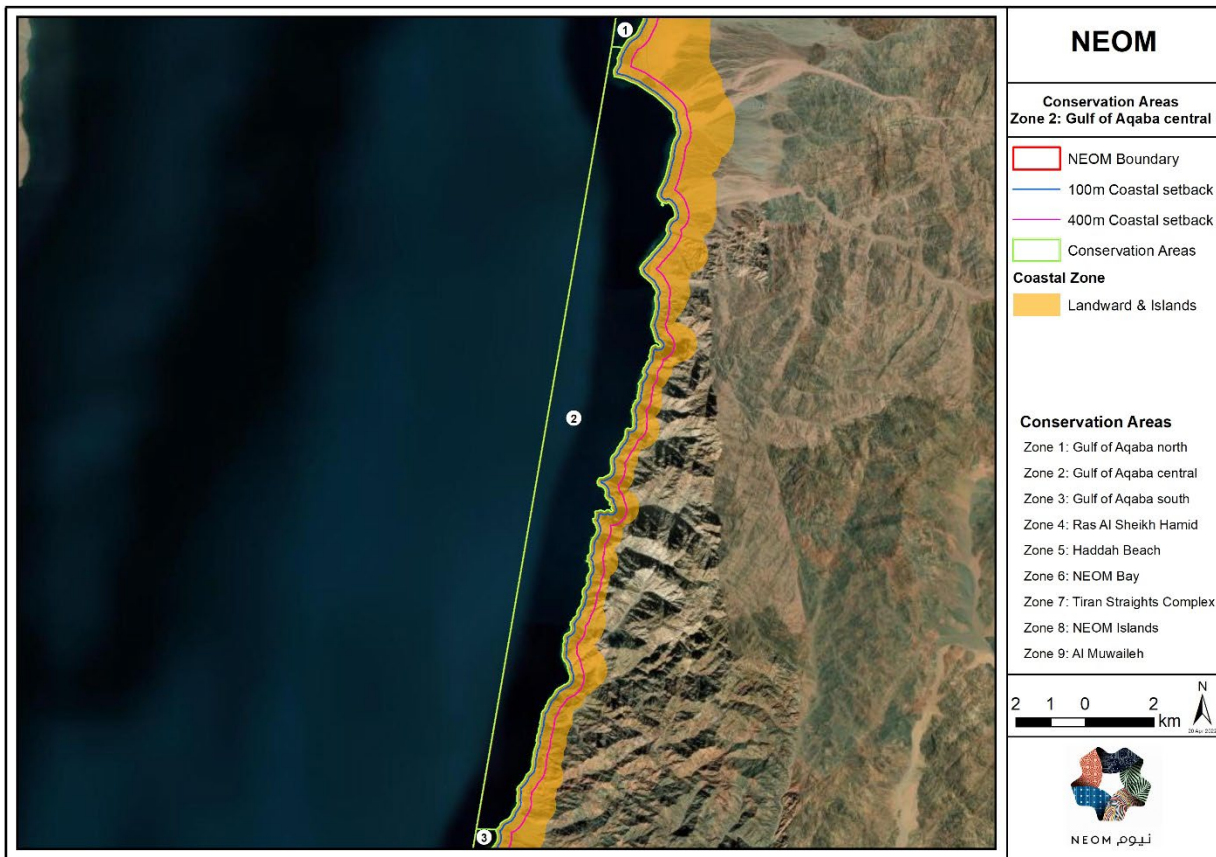 1
2
3
NEOM
Conservation Areas
Zone 2: Gulf of Aqaba central
NEOM Boundary
100m Coastal setback
400m Coastal setback
Conservation Areas
Coastal Zone
Landward & Islands
Conservation Areas
Zone 1: Gulf of Aqaba north
Zone 2: Gulf of Aqaba central
Zone 3: Gulf of Aqaba south
Zone 4: Ras Al Sheikh Hamid
Zone 5: Haddah Beach
Zone 6: NEOM Bay
Zone 7: Tiran Straights Complex
Zone 8: NEOM Islands
Zone 9: Al Muwaileh
N
2 1 0 2
km
NEOM نيوم